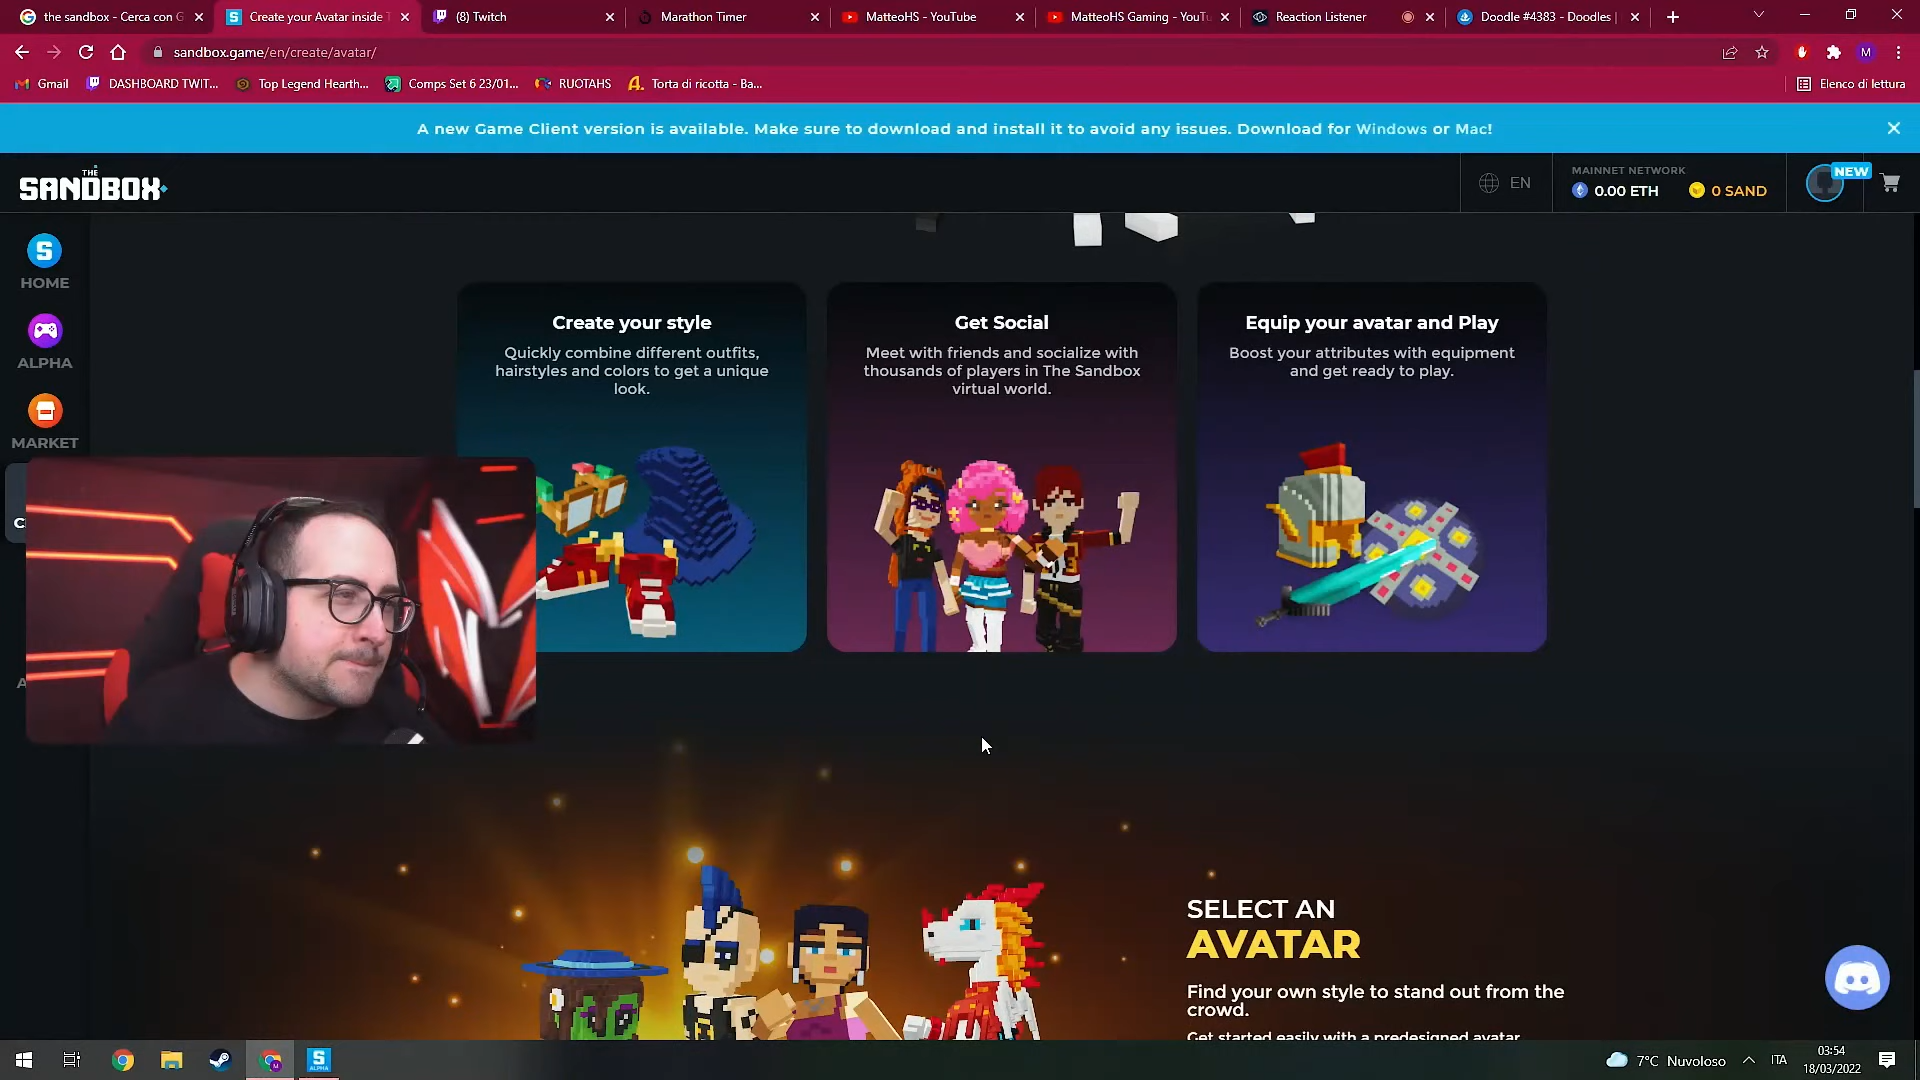 the sandbox - Cerca con G
Create your Avatar inside T
(8) Twitch
Marathon Timer
MatteoHS - YouTube
MatteoHS Gaming - YouTu
Reaction Listener
Doodle #4383 - Doodles |
sandbox.game/en/create/avatar/
M
Gmail
DASHBOARD TWIT...
Top Legend Hearth...
Comps Set 6 23/01...
RUOTAHS
Torta di ricotta - Ba...
Elenco di lettura
A new Game Client version is available. Make sure to download and install it to avoid any issues. Download for Windows or Mac!
THE
SANDBOX
EN
MAINNET NETWORK
0.00 ETH
0 SAND
NEW
S
HOME
ALPHA
MARKET
Create your style
Quickly combine different outfits,
hairstyles and colors to get a unique
look.
Get Social
Meet with friends and socialize with
thousands of players in The Sandbox
virtual world.
Equip your avatar and Play
Boost your attributes with equipment
and get ready to play.
SELECT AN
AVATAR
Find your own style to stand out from the
crowd.
Get started easily with a predesigned avatar
S
ALPHA
7°C Nuvoloso
ITA
03:54
18/03/2022